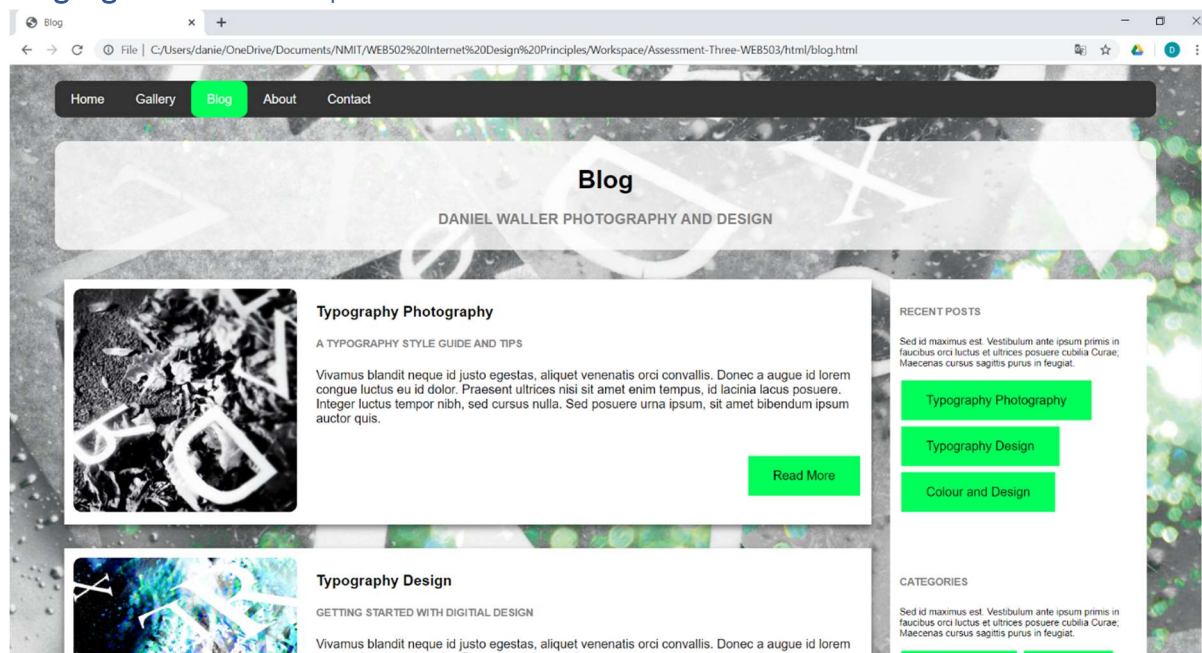 Blog
File | C:/Users/danie/OneDrive/Documents/NMIT/WEB502%20Internet%20Design%20Principles/Workspace/Assessment-Three-WEB503/html/blog.html
D
Home Gallery Blog About Contact
Blog
DANIEL WALLER PHOTOGRAPHY AND DESIGN
Typography Photography
A TYPOGRAPHY STYLE GUIDE AND TIPS
Vivamus blandit neque id justo egestas, aliquet venenatis orci convallis. Donec a augue id lorem
congue luctus eu id dolor. Praesent ultrices nisi sit amet enim tempus, id lacinia lacus posuere.
Integer luctus tempor nibh, sed cursus nulla. Sed posuere urna ipsum, sit amet bibendum ipsum
auctor quis.
Read More
Typography Design
GETTING STARTED WITH DIGITIAL DESIGN
Vivamus blandit neque id justo egestas, aliquet venenatis orci convallis. Donec a augue id lorem
RECENT POSTS
Sed id maximus est. Vestibulum ante ipsum primis in
faucibus orci luctus et ultrices posuere cubilia Curae;
Maecenas cursus sagittis purus in feugiat.
Typography Photography
Typography Design
Colour and Design
CATEGORIES
Sed id maximus est. Vestibulum ante ipsum primis in
faucibus orci luctus et ultrices posuere cubilia Curae;
Maecenas cursus sagittis purus in feugiat.